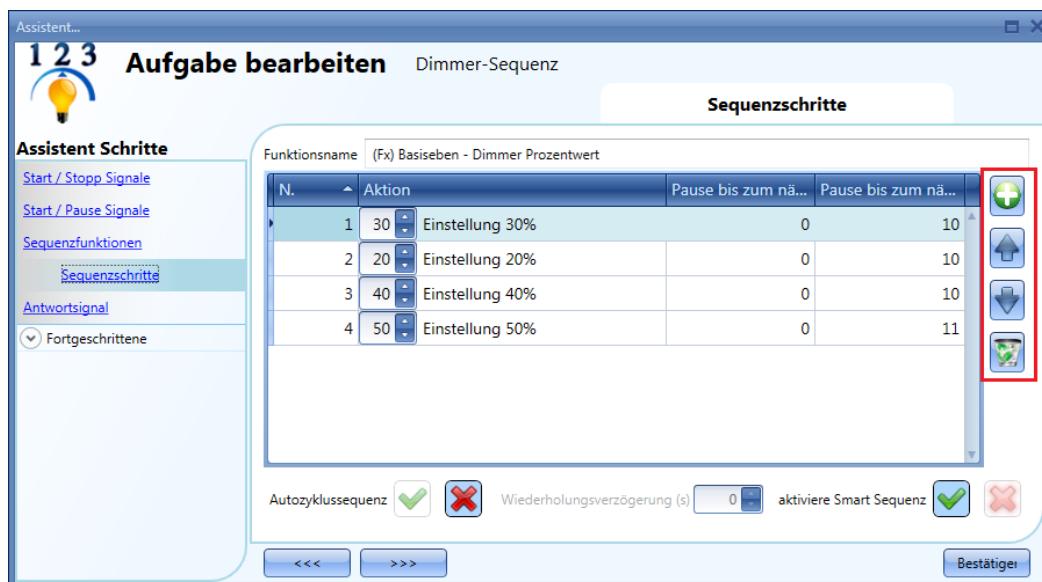 Assistent...
1 2 3
Aufgabe bearbeiten Dimmer-Sequenz
Sequenzschritte
Assistent Schritte
Start / Stopp Signale
Start / Pause Signale
Sequenzfunktionen
Sequenzschritte
Antwortsignal
Fortgeschrittene
Funktionsname (Fx) Basiseben - Dimmer Prozentwert
N. Aktion Pause bis zum nä... Pause bis zum nä...
1 30 Einstellung 30% 0 10
2 20 Einstellung 20% 0 10
3 40 Einstellung 40% 0 10
4 50 Einstellung 50% 0 11
Autozyklussequenz Wiederholungsverzögerung (s) 0 aktiviere Smart Sequenz
<<< >>> Bestätiger